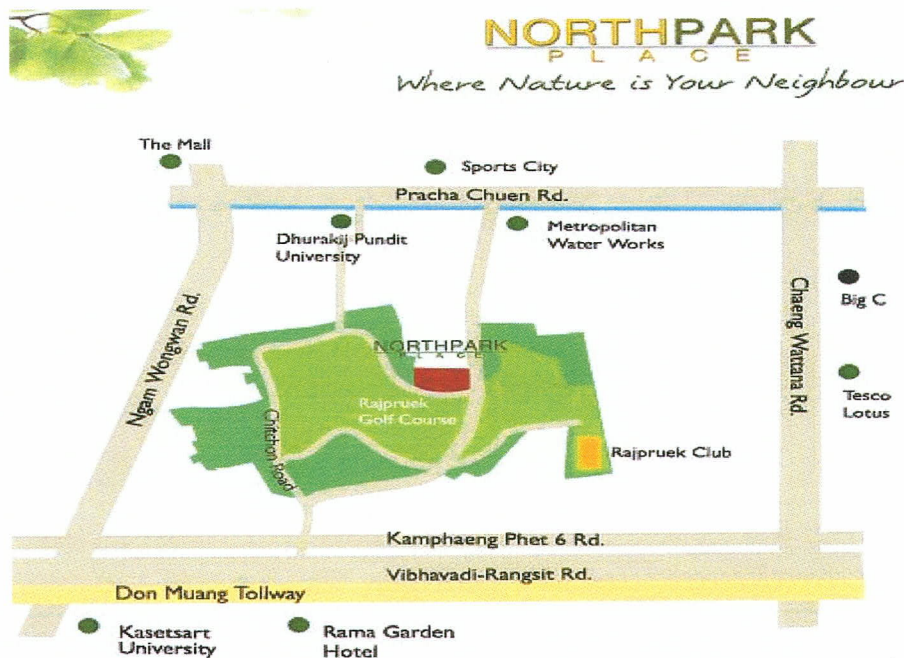 NORTHPARK
PLACE
Where Nature is Your Neighbour
The Mall
Sports City
Pracha Chuen Rd.
Dhurakij Pundit
University
Metropolitan
Water Works
Ngam Wongwan Rd.
Chaeng Wattana Rd.
Big C
NORTHPARK
PLACE
Rajpruek
Golf Course
Tesco
Lotus
Chitchon Road
Rajpruek Club
Kamphaeng Phet 6 Rd.
Vibhavadi-Rangsit Rd.
Don Muang Tollway
Kasetsart
University
Rama Garden
Hotel